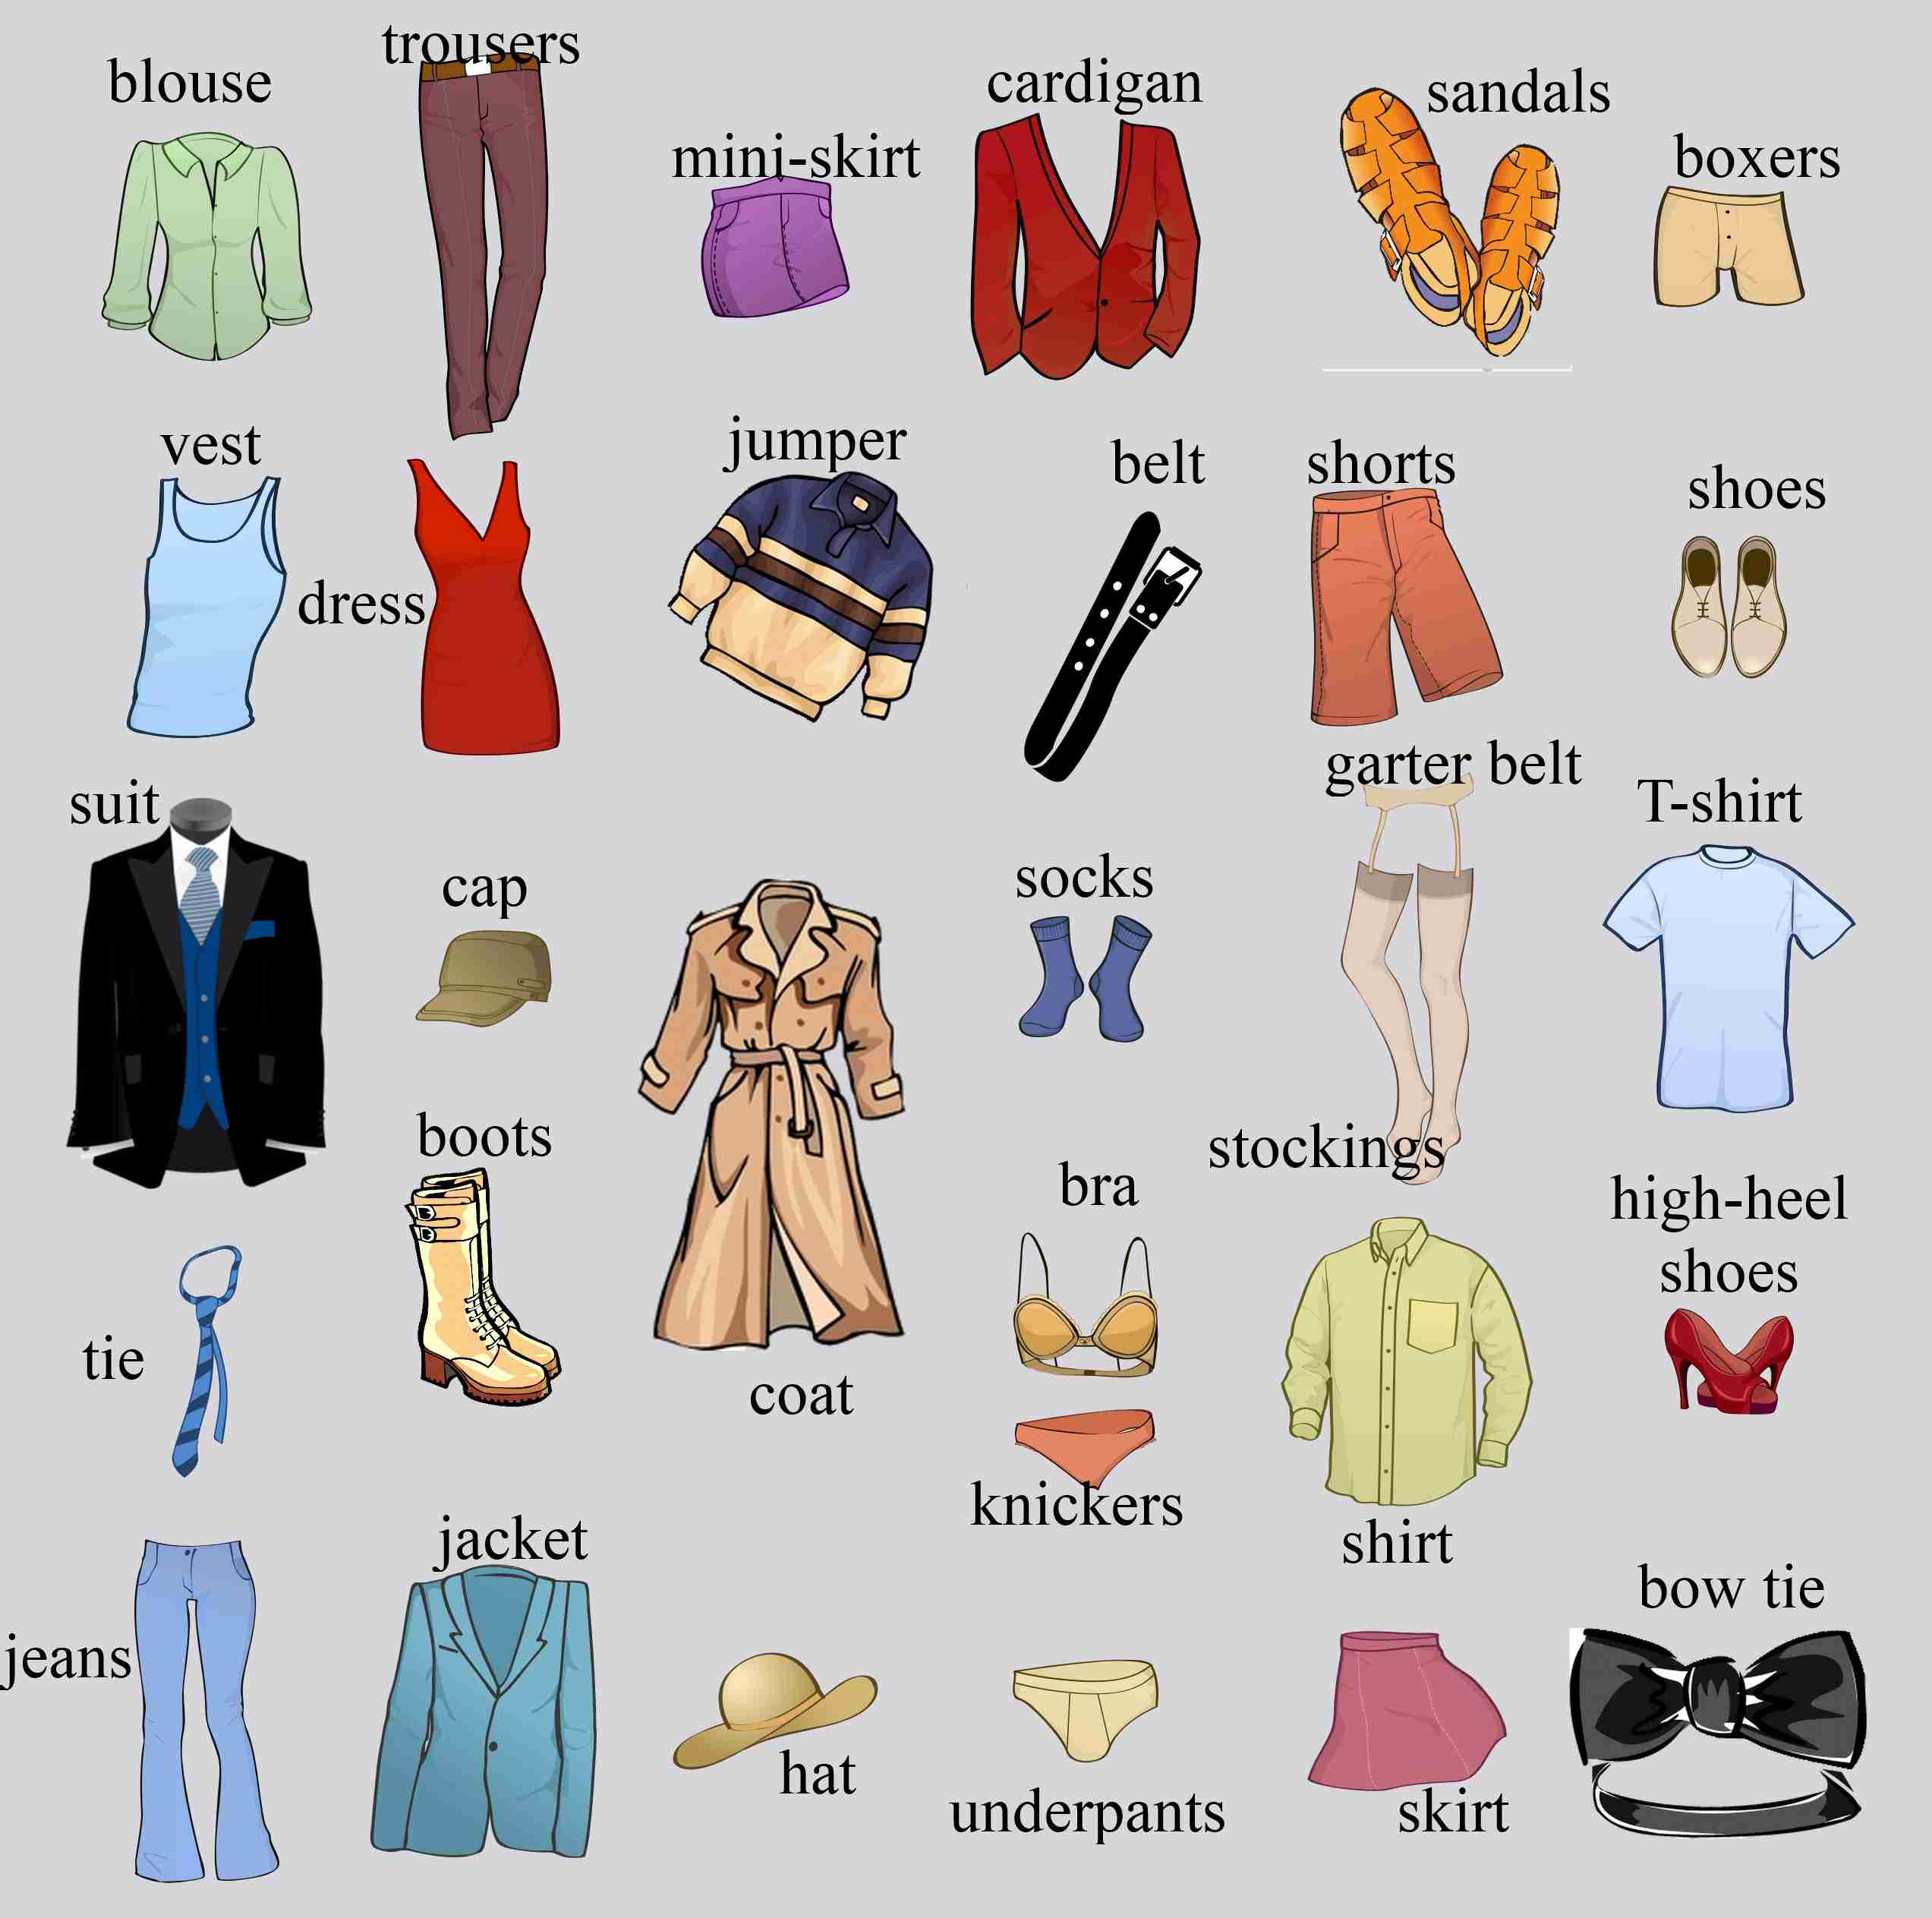 trousers
blouse
cardigan
sandals
mini-skirt
boxers
vest
jumper
belt
shorts
shoes
dress
garter belt
suit
T-shirt
cap
socks
boots
stockings
bra
high-heel
shoes
tie
coat
knickers
jacket
shirt
bow tie
jeans
hat
underpants
skirt